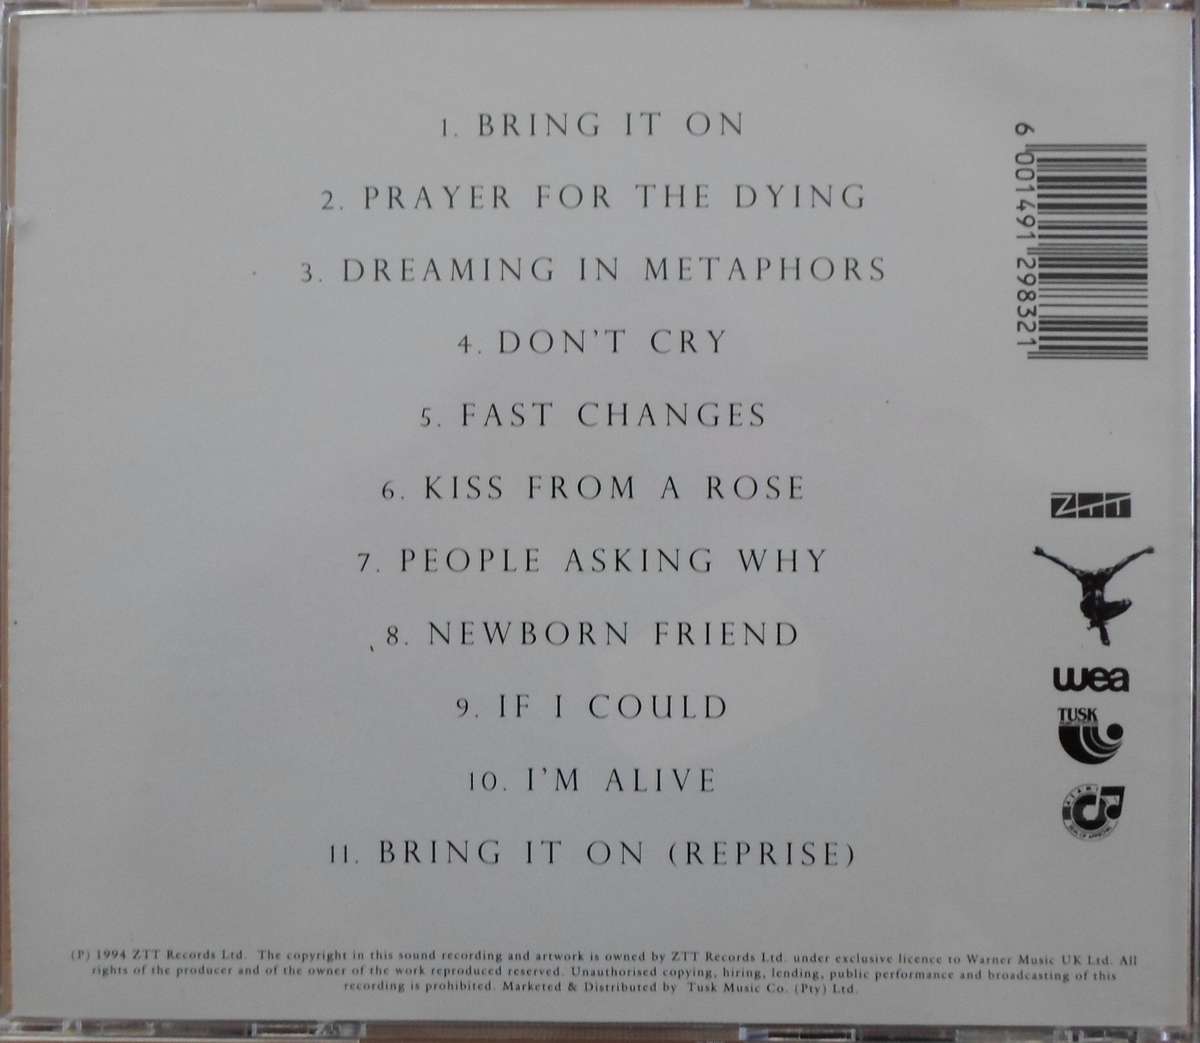 1. BRING IT ON
2. PRAYER FOR THE DYING
3. DREAMING IN METAPHORS
4. DON'T CRY
5. FAST CHANGES
6. KISS FROM A ROSE
7. PEOPLE ASKING WHY
8. NEWBORN FRIEND
9. IF I COULD
10. I'M ALIVE
11. BRING IT ON (REPRISE)
6 001491 298321
ZTT
wea
TUSK
(P) 1994 ZTT Records Ltd. The copyright in this sound recording and artwork is owned by ZTT Records Ltd. under exclusive licence to Warner Music UK Ltd. All
rights of the producer and of the owner of the work reproduced reserved. Unauthorised copying, hiring, lending, public performance and broadcasting of this
recording is prohibited. Marketed & Distributed by Tusk Music Co. (Pty) Ltd.